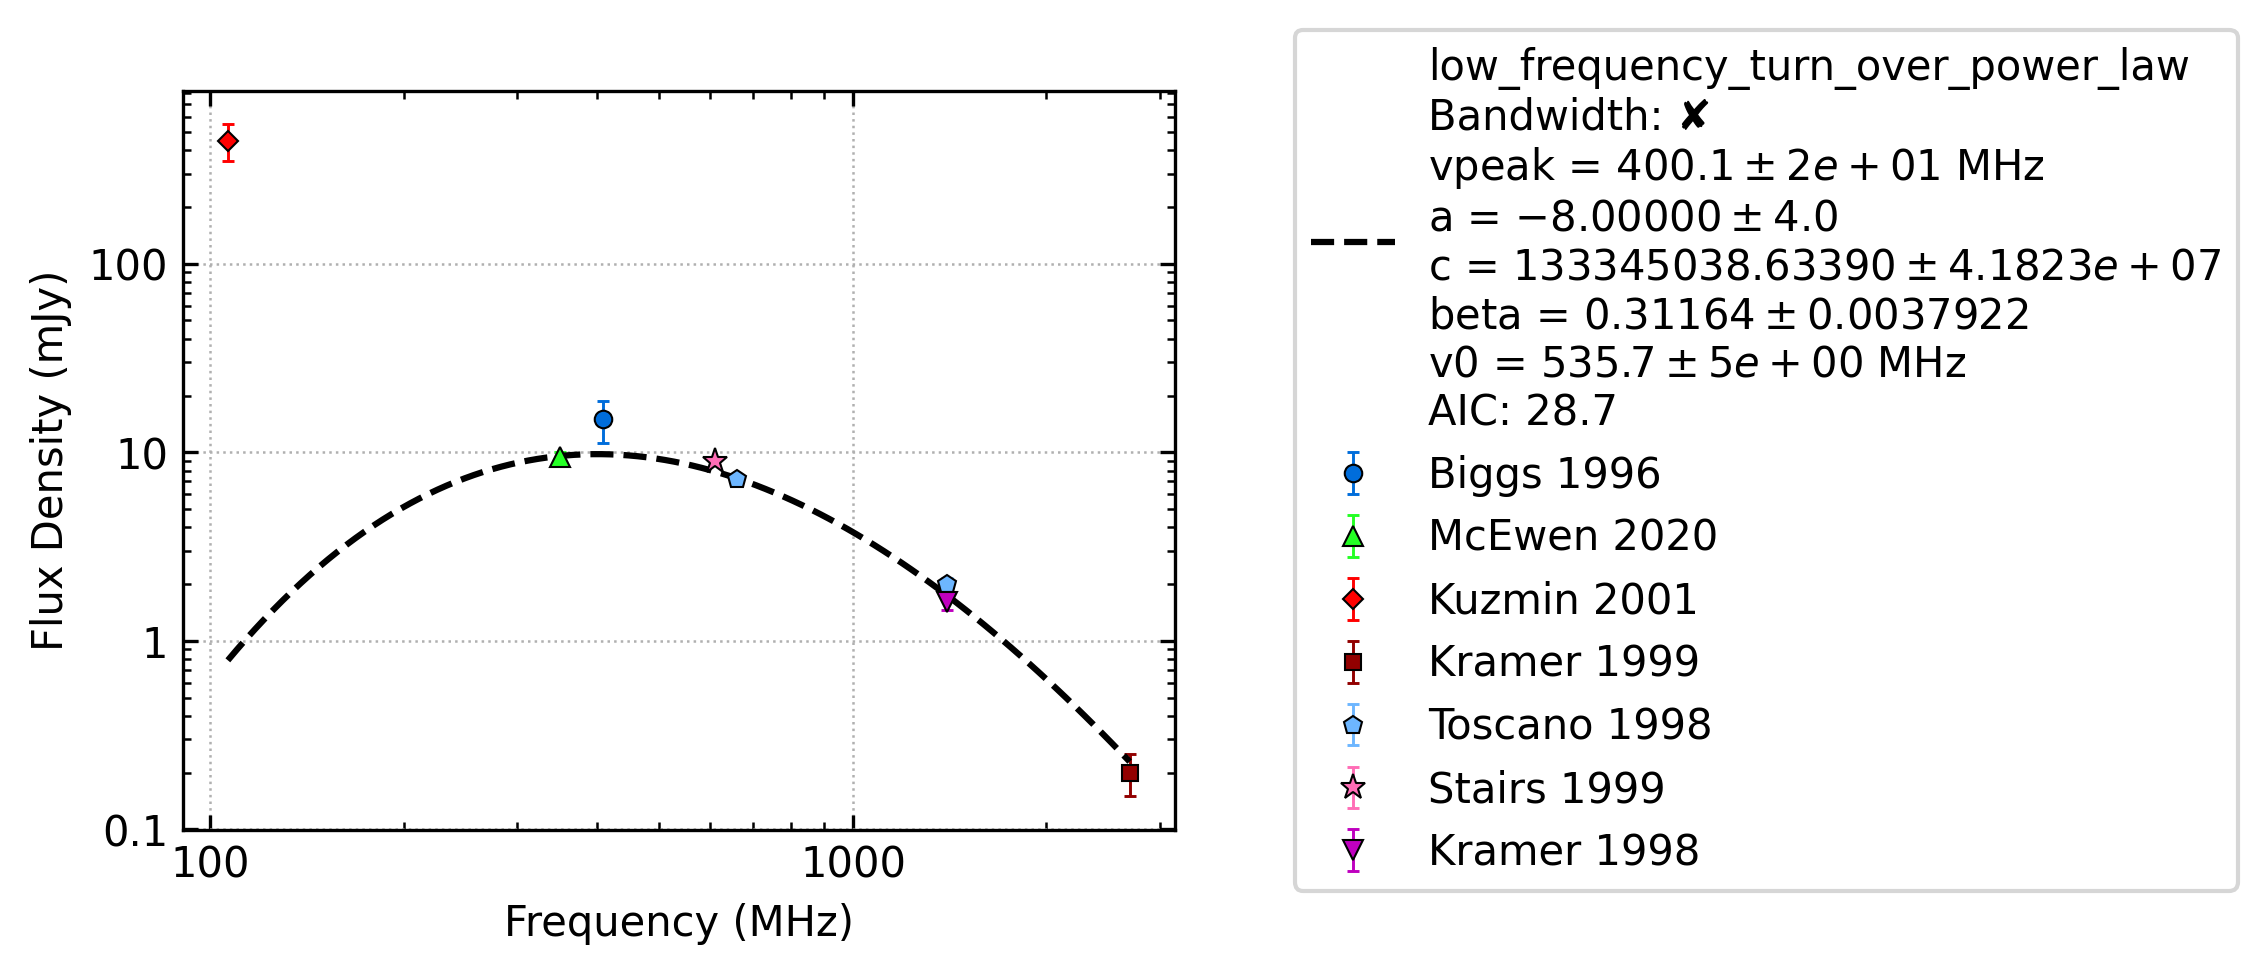 Flux Density (mJy)
100
10
1
0.1
100
1000
Frequency (MHz)
low_frequency_turn_over_power_law
Bandwidth: ✘
vpeak = 400.1 ± 2e + 01 MHz
a = −8.00000 ± 4.0
c = 133345038.63390 ± 4.1823e + 07
beta = 0.31164 ± 0.0037922
v0 = 535.7 ± 5e + 00 MHz
AIC: 28.7
Biggs 1996
McEwen 2020
Kuzmin 2001
Kramer 1999
Toscano 1998
Stairs 1999
Kramer 1998